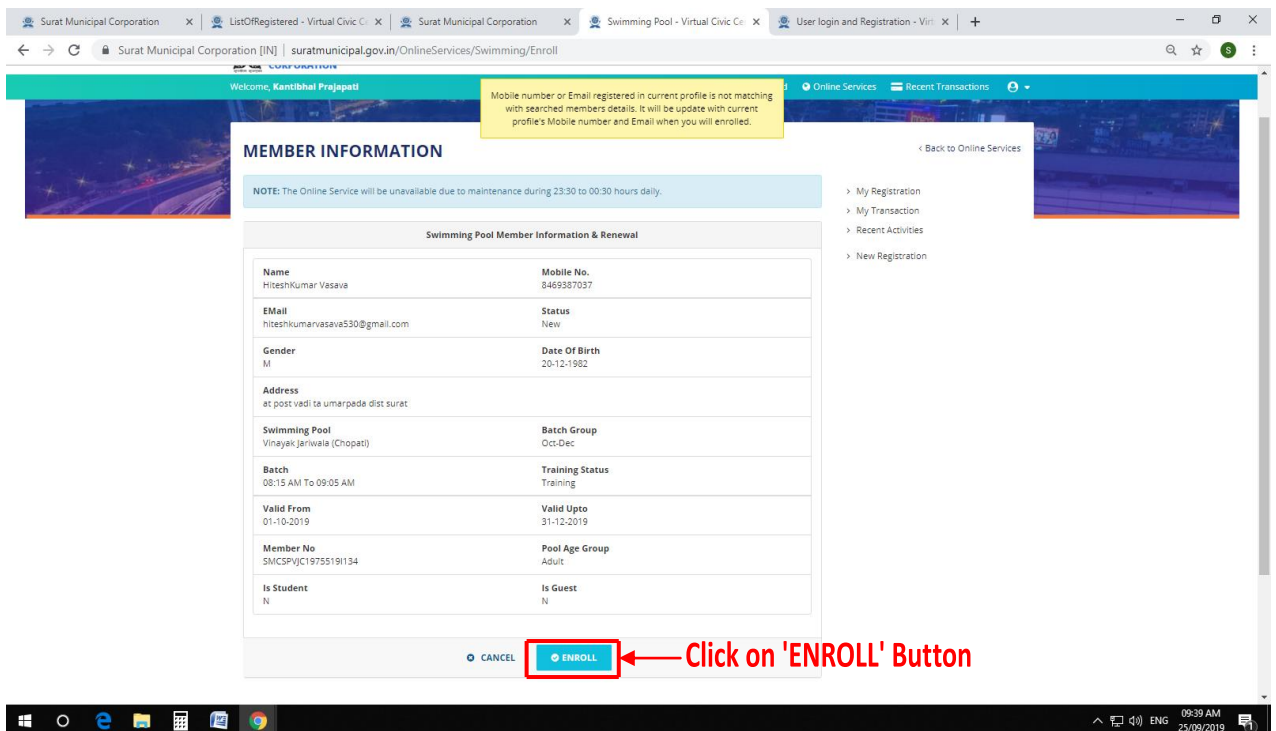 Surat Municipal Corporation
ListOfRegistered - Virtual Civic C
Surat Municipal Corporation
Swimming Pool - Virtual Civic Ce
User login and Registration - Virt
Surat Municipal Corporation [IN] | suratmunicipal.gov.in/OnlineServices/Swimming/Enroll
S
CORPORATION
Welcome, Kantibhai Prajapati
Online Services
Recent Transactions
Mobile number or Email registered in current profile is not matching
with searched members details. It will be update with current
profile's Mobile number and Email when you will enrolled.
MEMBER INFORMATION
< Back to Online Services
NOTE: The Online Service will be unavailable due to maintenance during 23:30 to 00:30 hours daily.
> My Registration
> My Transaction
> Recent Activities
> New Registration
Swimming Pool Member Information & Renewal
Name
HiteshKumar Vasava
Mobile No.
8469387037
EMail
hiteshkumarvasava530@gmail.com
Status
New
Gender
M
Date Of Birth
20-12-1982
Address
at post vadi ta umarpada dist surat
Swimming Pool
Vinayak Jariwala (Chopati)
Batch Group
Oct-Dec
Batch
08:15 AM To 09:05 AM
Training Status
Training
Valid From
01-10-2019
Valid Upto
31-12-2019
Member No
SMCSPVJC1975519I134
Pool Age Group
Adult
Is Student
N
Is Guest
N
CANCEL
ENROLL
Click on 'ENROLL' Button
ENG
09:39 AM
25/09/2019
1